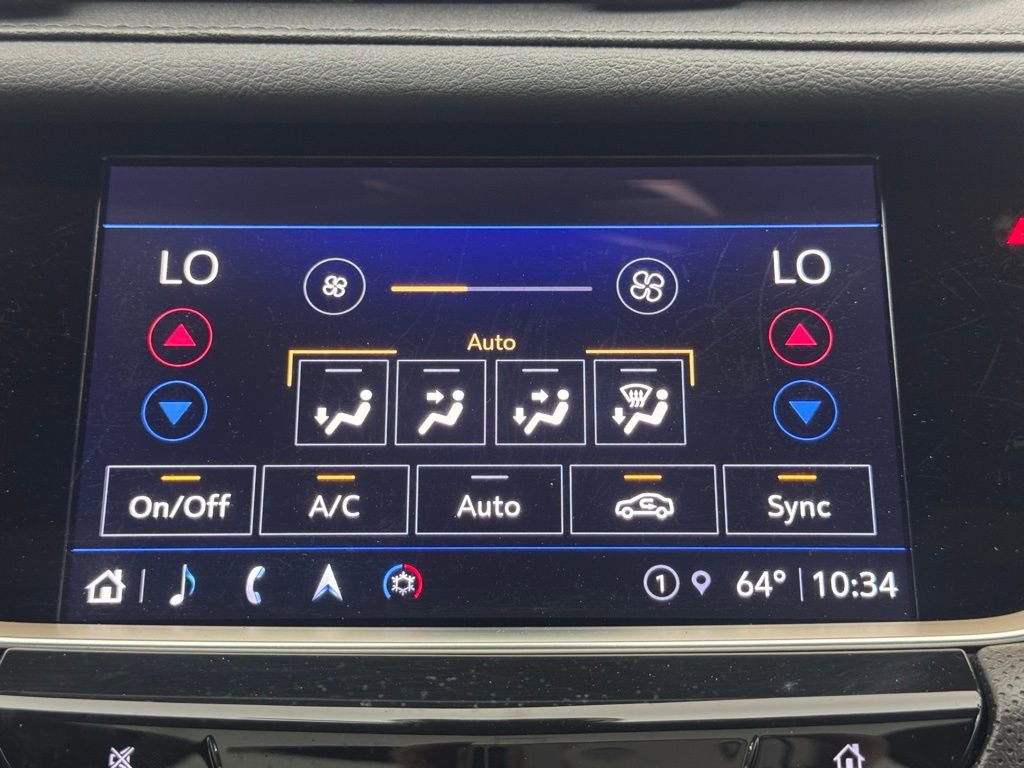 LO LO
Auto
On/Off A/C Auto Sync
1 64° 10:34